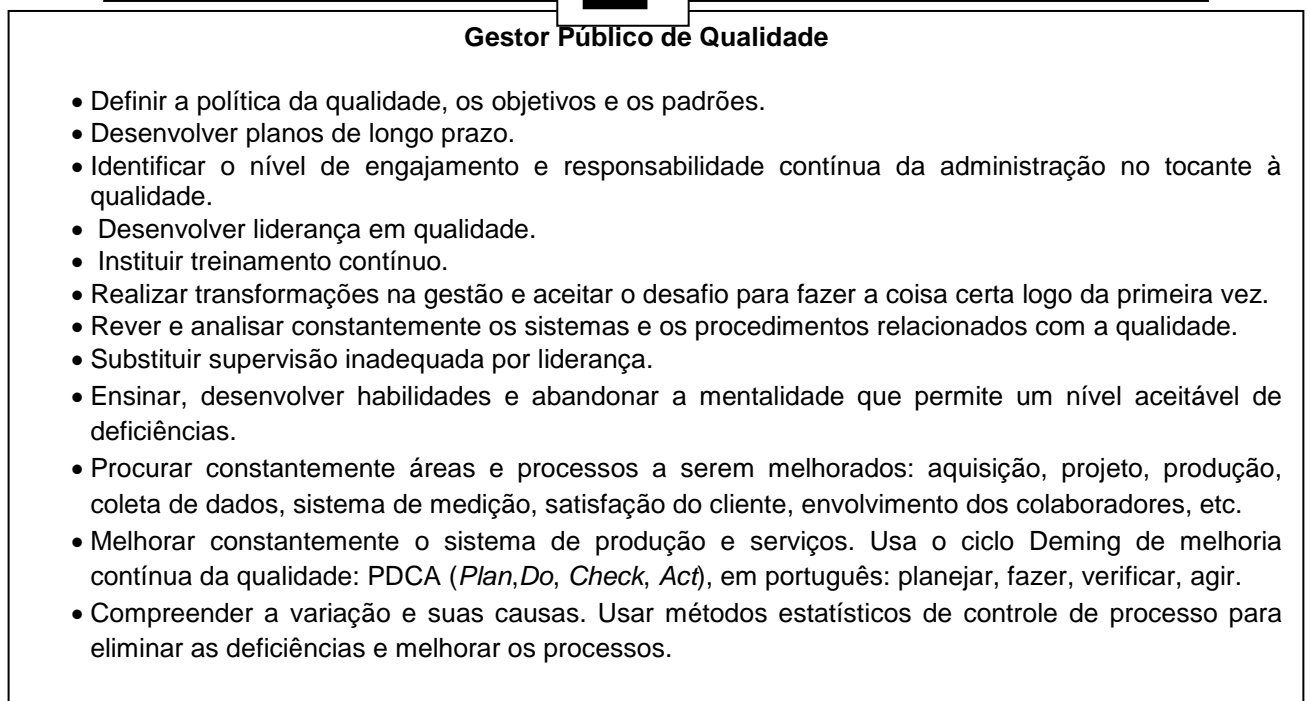 Gestor Público de Qualidade
• Definir a política da qualidade, os objetivos e os padrões.
• Desenvolver planos de longo prazo.
• Identificar o nível de engajamento e responsabilidade contínua da administração no tocante à
qualidade.
• Desenvolver liderança em qualidade.
• Instituir treinamento contínuo.
• Realizar transformações na gestão e aceitar o desafio para fazer a coisa certa logo da primeira vez.
• Rever e analisar constantemente os sistemas e os procedimentos relacionados com a qualidade.
• Substituir supervisão inadequada por liderança.
• Ensinar, desenvolver habilidades e abandonar a mentalidade que permite um nível aceitável de
deficiências.
• Procurar constantemente áreas e processos a serem melhorados: aquisição, projeto, produção,
coleta de dados, sistema de medição, satisfação do cliente, envolvimento dos colaboradores, etc.
• Melhorar constantemente o sistema de produção e serviços. Usa o ciclo Deming de melhoria
contínua da qualidade: PDCA (Plan,Do, Check, Act), em português: planejar, fazer, verificar, agir.
• Compreender a variação e suas causas. Usar métodos estatísticos de controle de processo para
eliminar as deficiências e melhorar os processos.